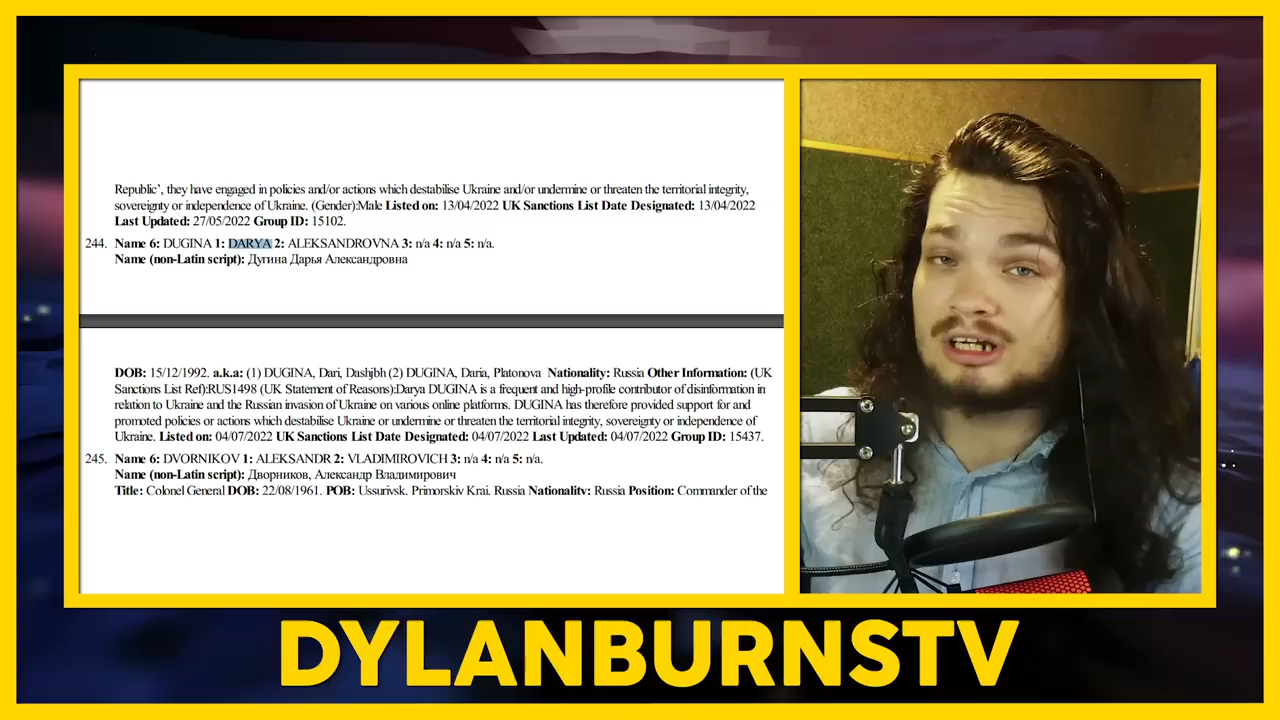 Republic’, they have engaged in policies and/or actions which destabilise Ukraine and/or undermine or threaten the territorial integrity,
sovereignty or independence of Ukraine. (Gender):Male Listed on: 13/04/2022 UK Sanctions List Date Designated: 13/04/2022
Last Updated: 27/05/2022 Group ID: 15102.
244. Name 6: DUGINA 1: DARYA 2: ALEKSANDROVNA 3: n/a 4: n/a 5: n/a.
Name (non-Latin script): Дугина Дарья Александровна
DOB: 15/12/1992. a.k.a: (1) DUGINA, Dari, Dashjbh (2) DUGINA, Daria, Platonova Nationality: Russia Other Information: (UK
Sanctions List Ref):RUS1498 (UK Statement of Reasons):Darya DUGINA is a frequent and high-profile contributor of disinformation in
relation to Ukraine and the Russian invasion of Ukraine on various online platforms. DUGINA has therefore provided support for and
promoted policies or actions which destabilise Ukraine or undermine or threaten the territorial integrity, sovereignty or independence of
Ukraine. Listed on: 04/07/2022 UK Sanctions List Date Designated: 04/07/2022 Last Updated: 04/07/2022 Group ID: 15437.
245. Name 6: DVORNIKOV 1: ALEKSANDR 2: VLADIMIROVICH 3: n/a 4: n/a 5: n/a.
Name (non-Latin script): Дворников, Александр Владимирович
Title: Colonel General DOB: 22/08/1961. POB: Ussurivsk, Primorskiv Krai, Russia Nationality: Russia Position: Commander of the
DYLANBURNSTV